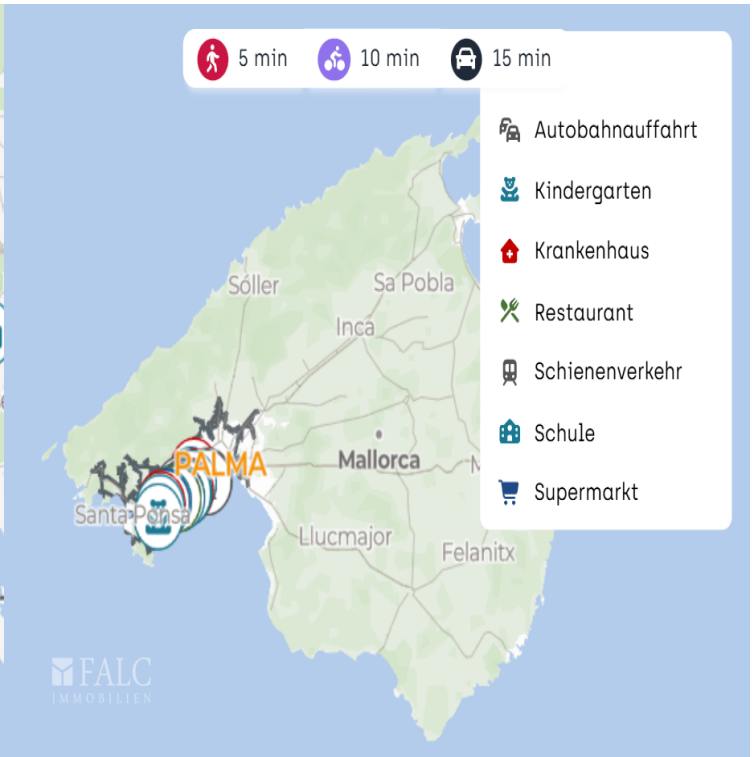 5 min 10 min 15 min
Autobahnauffahrt
Kindergarten
Krankenhaus
Restaurant
Schienenverkehr
Schule
Supermarkt
Sóller
Sa Pobla
Inca
PALMA
Mallorca
Santa Ponsa
Llucmajor
Felanitx
FALC
IMMOBILIEN